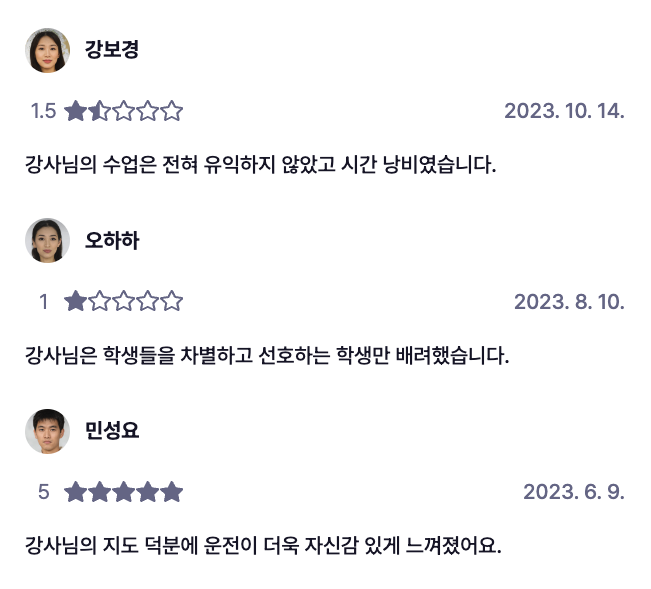 강보경
1.5 2023. 10. 14.
강사님의 수업은 전혀 유익하지 않았고 시간 낭비였습니다.
오하하
1 2023. 8. 10.
강사님은 학생들을 차별하고 선호하는 학생만 배려했습니다.
민성요
5 2023. 6. 9.
강사님의 지도 덕분에 운전이 더욱 자신감 있게 느껴졌어요.